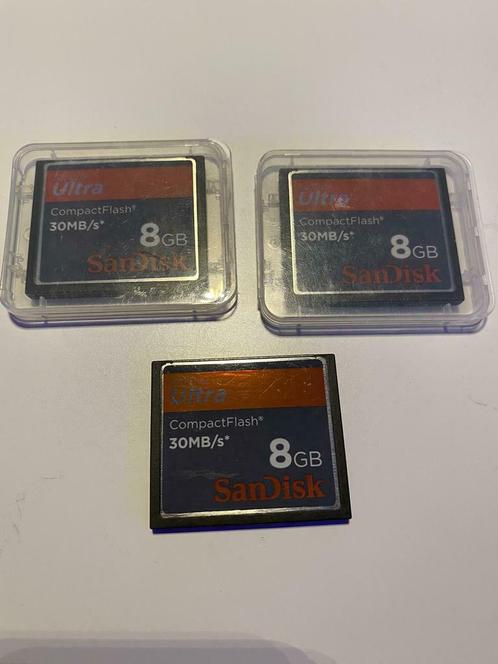 Ultra
CompactFlash®
30MB/s*
8GB
SanDisk
Ultra
CompactFlash®
30MB/s*
8GB
SanDisk
Ultra
CompactFlash®
30MB/s*
8GB
SanDisk